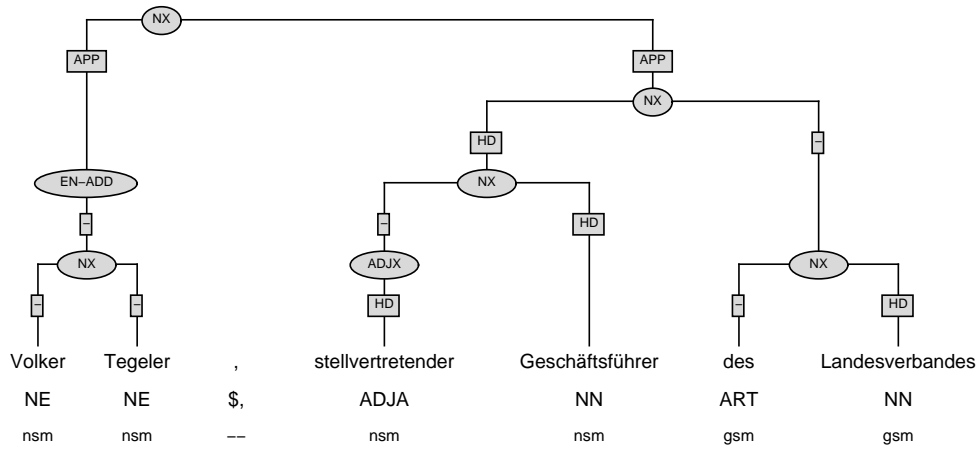 NX
APP APP
NX
HD –
EN–ADD NX
– – HD
NX ADJX NX
– – HD – HD
Volker Tegeler , stellvertretender Geschäftsführer des Landesverbandes
NE NE $, ADJA NN ART NN
nsm nsm –– nsm nsm gsm gsm